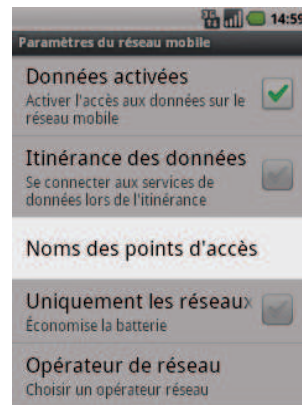 3G
14:59
Paramètres du réseau mobile
Données activées
Activer l'accès aux données sur le
réseau mobile
Itinérance des données
Se connecter aux services de
données lors de l'itinérance
Noms des points d'accès
Uniquement les réseaux
Économise la batterie
Opérateur de réseau
Choisir un opérateur réseau